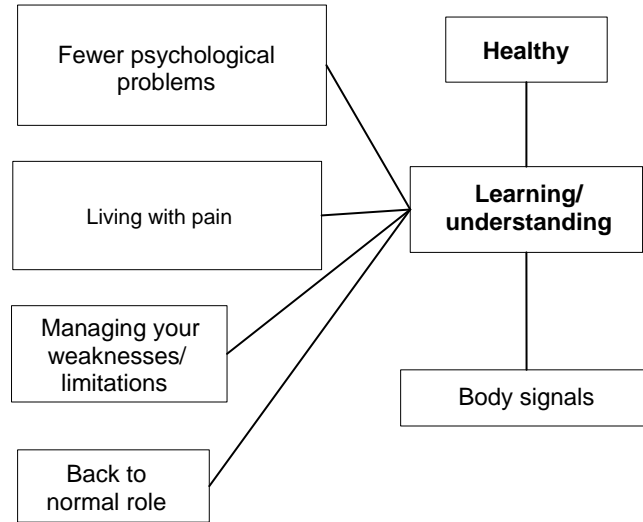 Fewer psychological
problems
Healthy
Living with pain
Learning/
understanding
Managing your
weaknesses/
limitations
Body signals
Back to
normal role